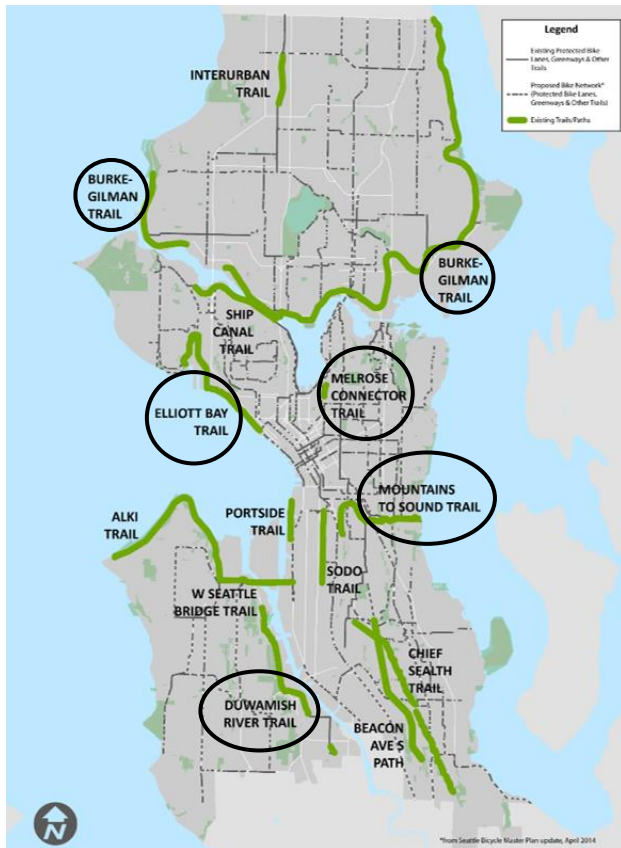 Legend
Existing Protected Bike
Lanes, Greenways & Other
Trails
Proposed Bike Network*
(Protected Bike Lanes,
Greenways & Other Trails)
Existing Trails/Paths
INTERURBAN
TRAIL
BURKE-
GILMAN
TRAIL
BURKE-
GILMAN
TRAIL
SHIP
CANAL
TRAIL
MELROSE
CONNECTOR
TRAIL
ELLIOTT BAY
TRAIL
MOUNTAINS
TO SOUND TRAIL
ALKI
TRAIL
PORTSIDE
TRAIL
SODO
TRAIL
W SEATTLE
BRIDGE TRAIL
CHIEF
SEALTH
TRAIL
DUWAMISH
RIVER TRAIL
BEACON
AVE S
PATH
N
*from Seattle Bicycle Master Plan update, April 2014